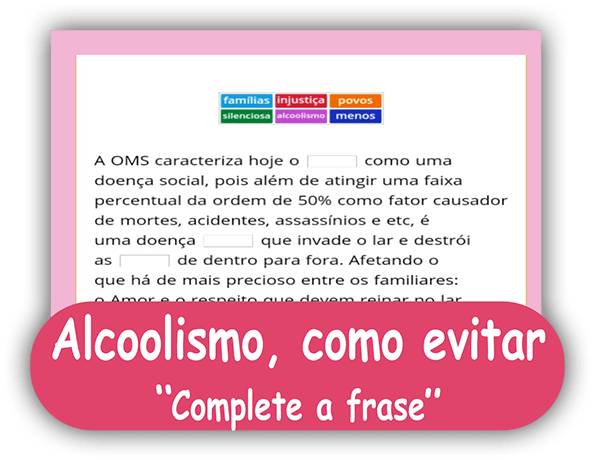 famílias injustiça povos
silenciosa alcoolismo menos
A OMS caracteriza hoje o como uma
doença social, pois além de atingir uma faixa
percentual da ordem de 50% como fator causador
de mortes, acidentes, assassínios e etc, é
uma doença que invade o lar e destrói
as de dentro para fora. Afetando o
que há de mais precioso entre os familiares:
o Amor e o respeito que devem reinar no lar
Alcoolismo, como evitar
“Complete a frase”